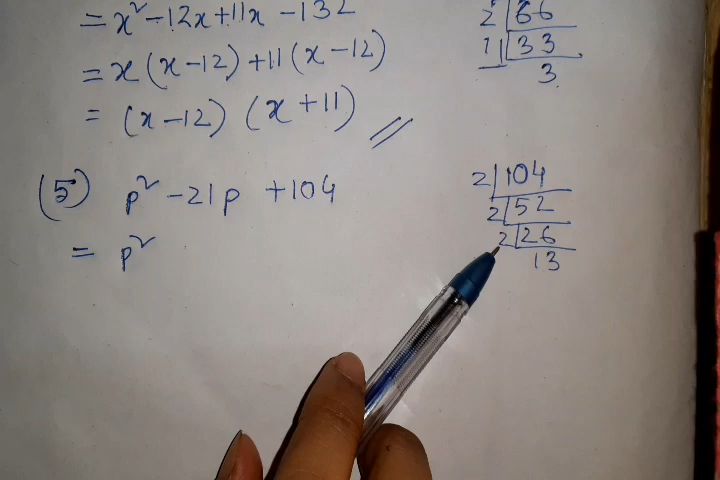 = x² -12x+11x -132
= x (x-12) +11 (x -12)
= (x-12) (x +11) //
2 | 66
11 | 33
3
(5) p² -21p +104
= p²
2 | 104
2 | 52
2 | 26
13